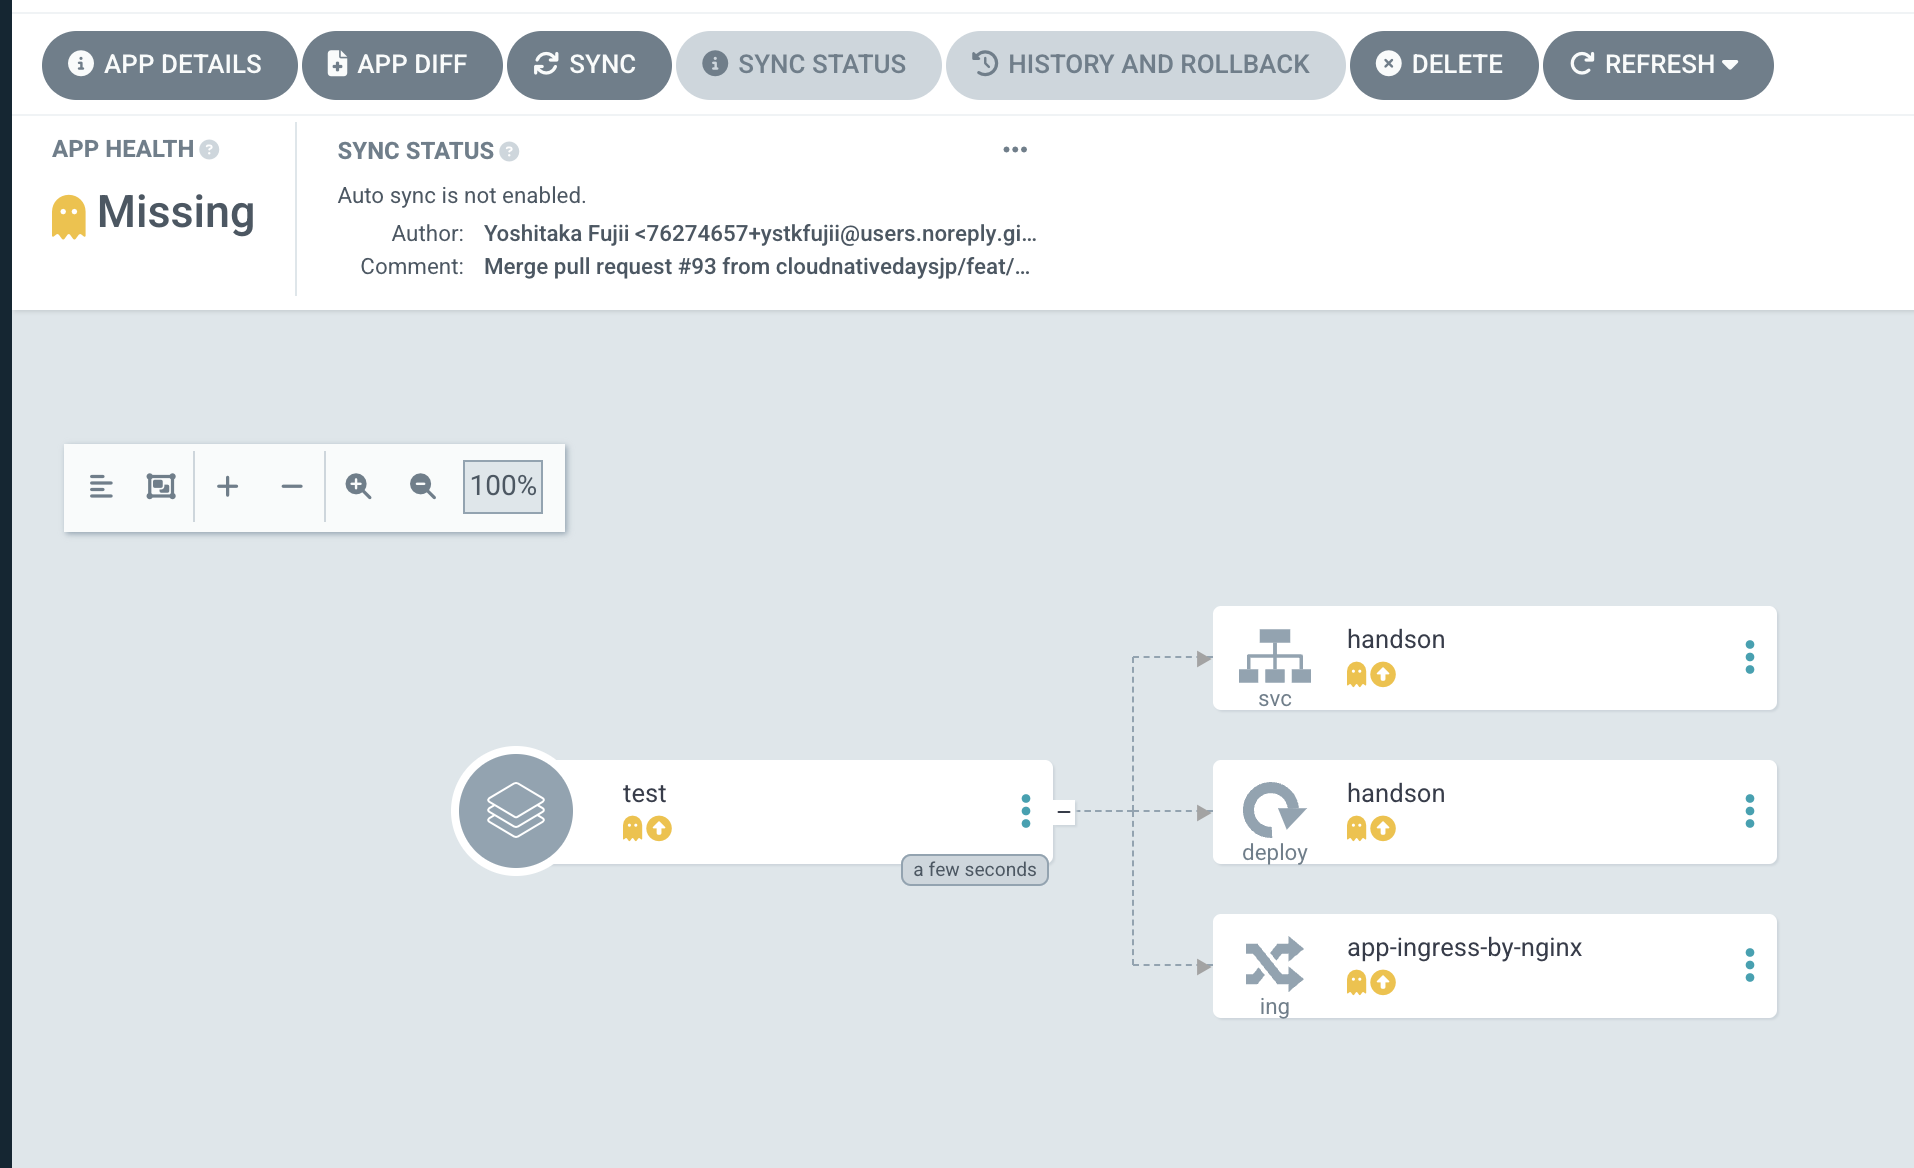 APP DETAILS
APP DIFF
SYNC
SYNC STATUS
HISTORY AND ROLLBACK
DELETE
REFRESH
APP HEALTH
Missing
SYNC STATUS
Auto sync is not enabled.
Author: Yoshitaka Fujii <76274657+ystkfujii@users.noreply.gi...
Comment: Merge pull request #93 from cloudnativedaysjp/feat/...
100%
handson
svc
test
a few seconds
handson
deploy
app-ingress-by-nginx
ing